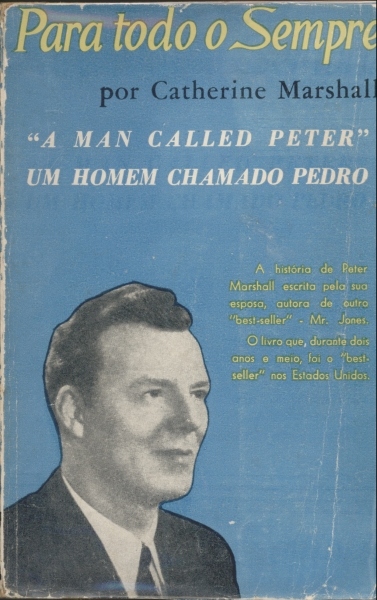 Para todo o Sempre
por Catherine Marshall
“A MAN CALLED PETER”
UM HOMEM CHAMADO PEDRO
A história de Peter
Marshall escrita pela sua
esposa, autora de outro
"best-seller" - Mr. Jones.
O livro que, durante dois
anos e meio, foi o "best-
seller" nos Estados Unidos.